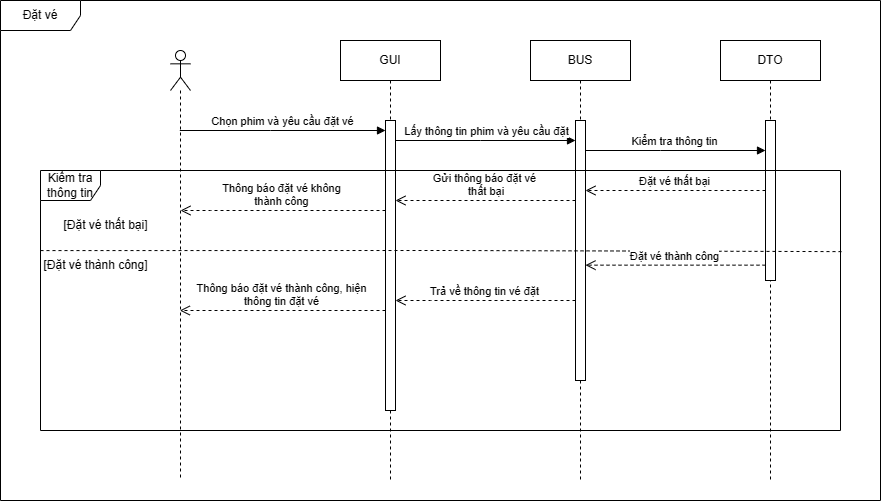 Đặt vé
GUI
BUS
DTO
Chọn phim và yêu cầu đặt vé
Lấy thông tin phim và yêu cầu đặt
Kiểm tra thông tin
Kiểm tra
thông tin
Đặt vé thất bại
Gửi thông báo đặt vé
thất bại
Thông báo đặt vé không
thành công
[Đặt vé thất bại]
[Đặt vé thành công]
Đặt vé thành công
Trả về thông tin vé đặt
Thông báo đặt vé thành công, hiện
thông tin đặt vé